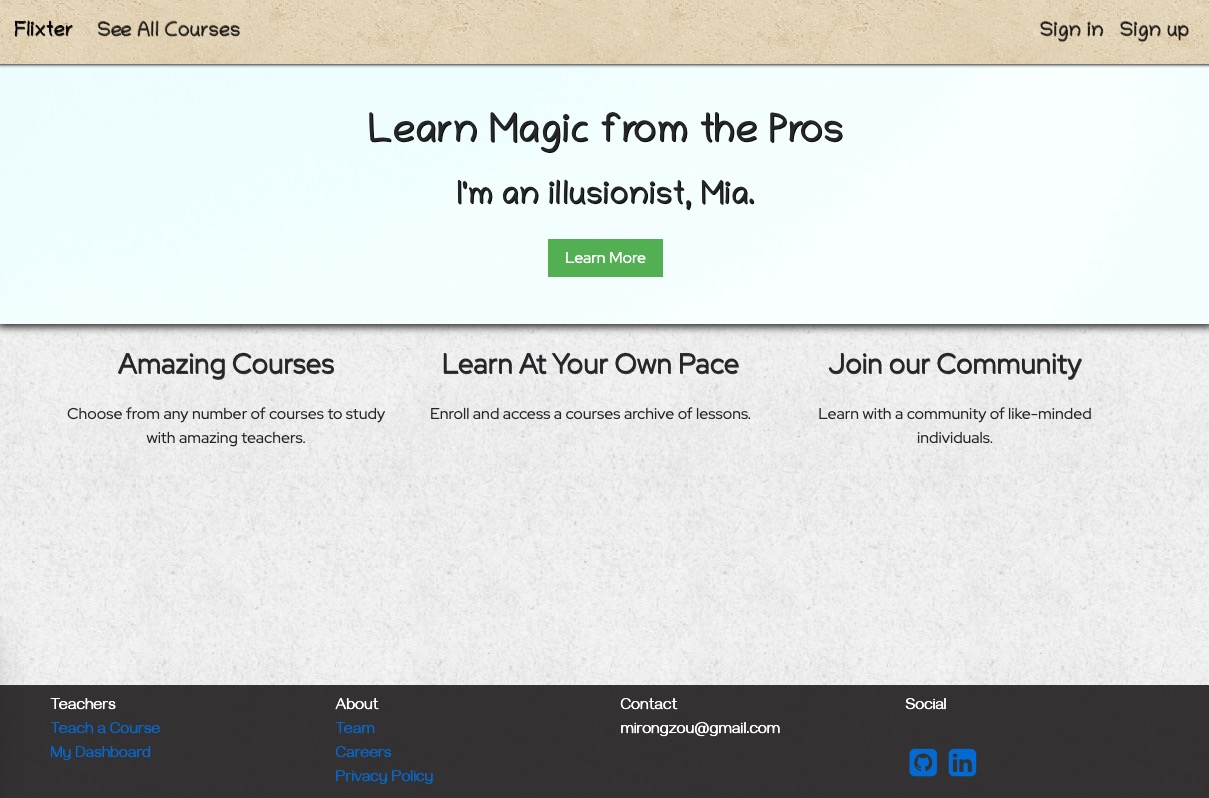 Flixter See All Courses Sign in Sign up
Learn Magic from the Pros
I'm an illusionist, Mia.
Learn More
Amazing Courses
Choose from any number of courses to study
with amazing teachers.
Learn At Your Own Pace
Enroll and access a courses archive of lessons.
Join our Community
Learn with a community of like-minded
individuals.
Teachers
Teach a Course
My Dashboard
About
Team
Careers
Privacy Policy
Contact
mirongzou@gmail.com
Social
in